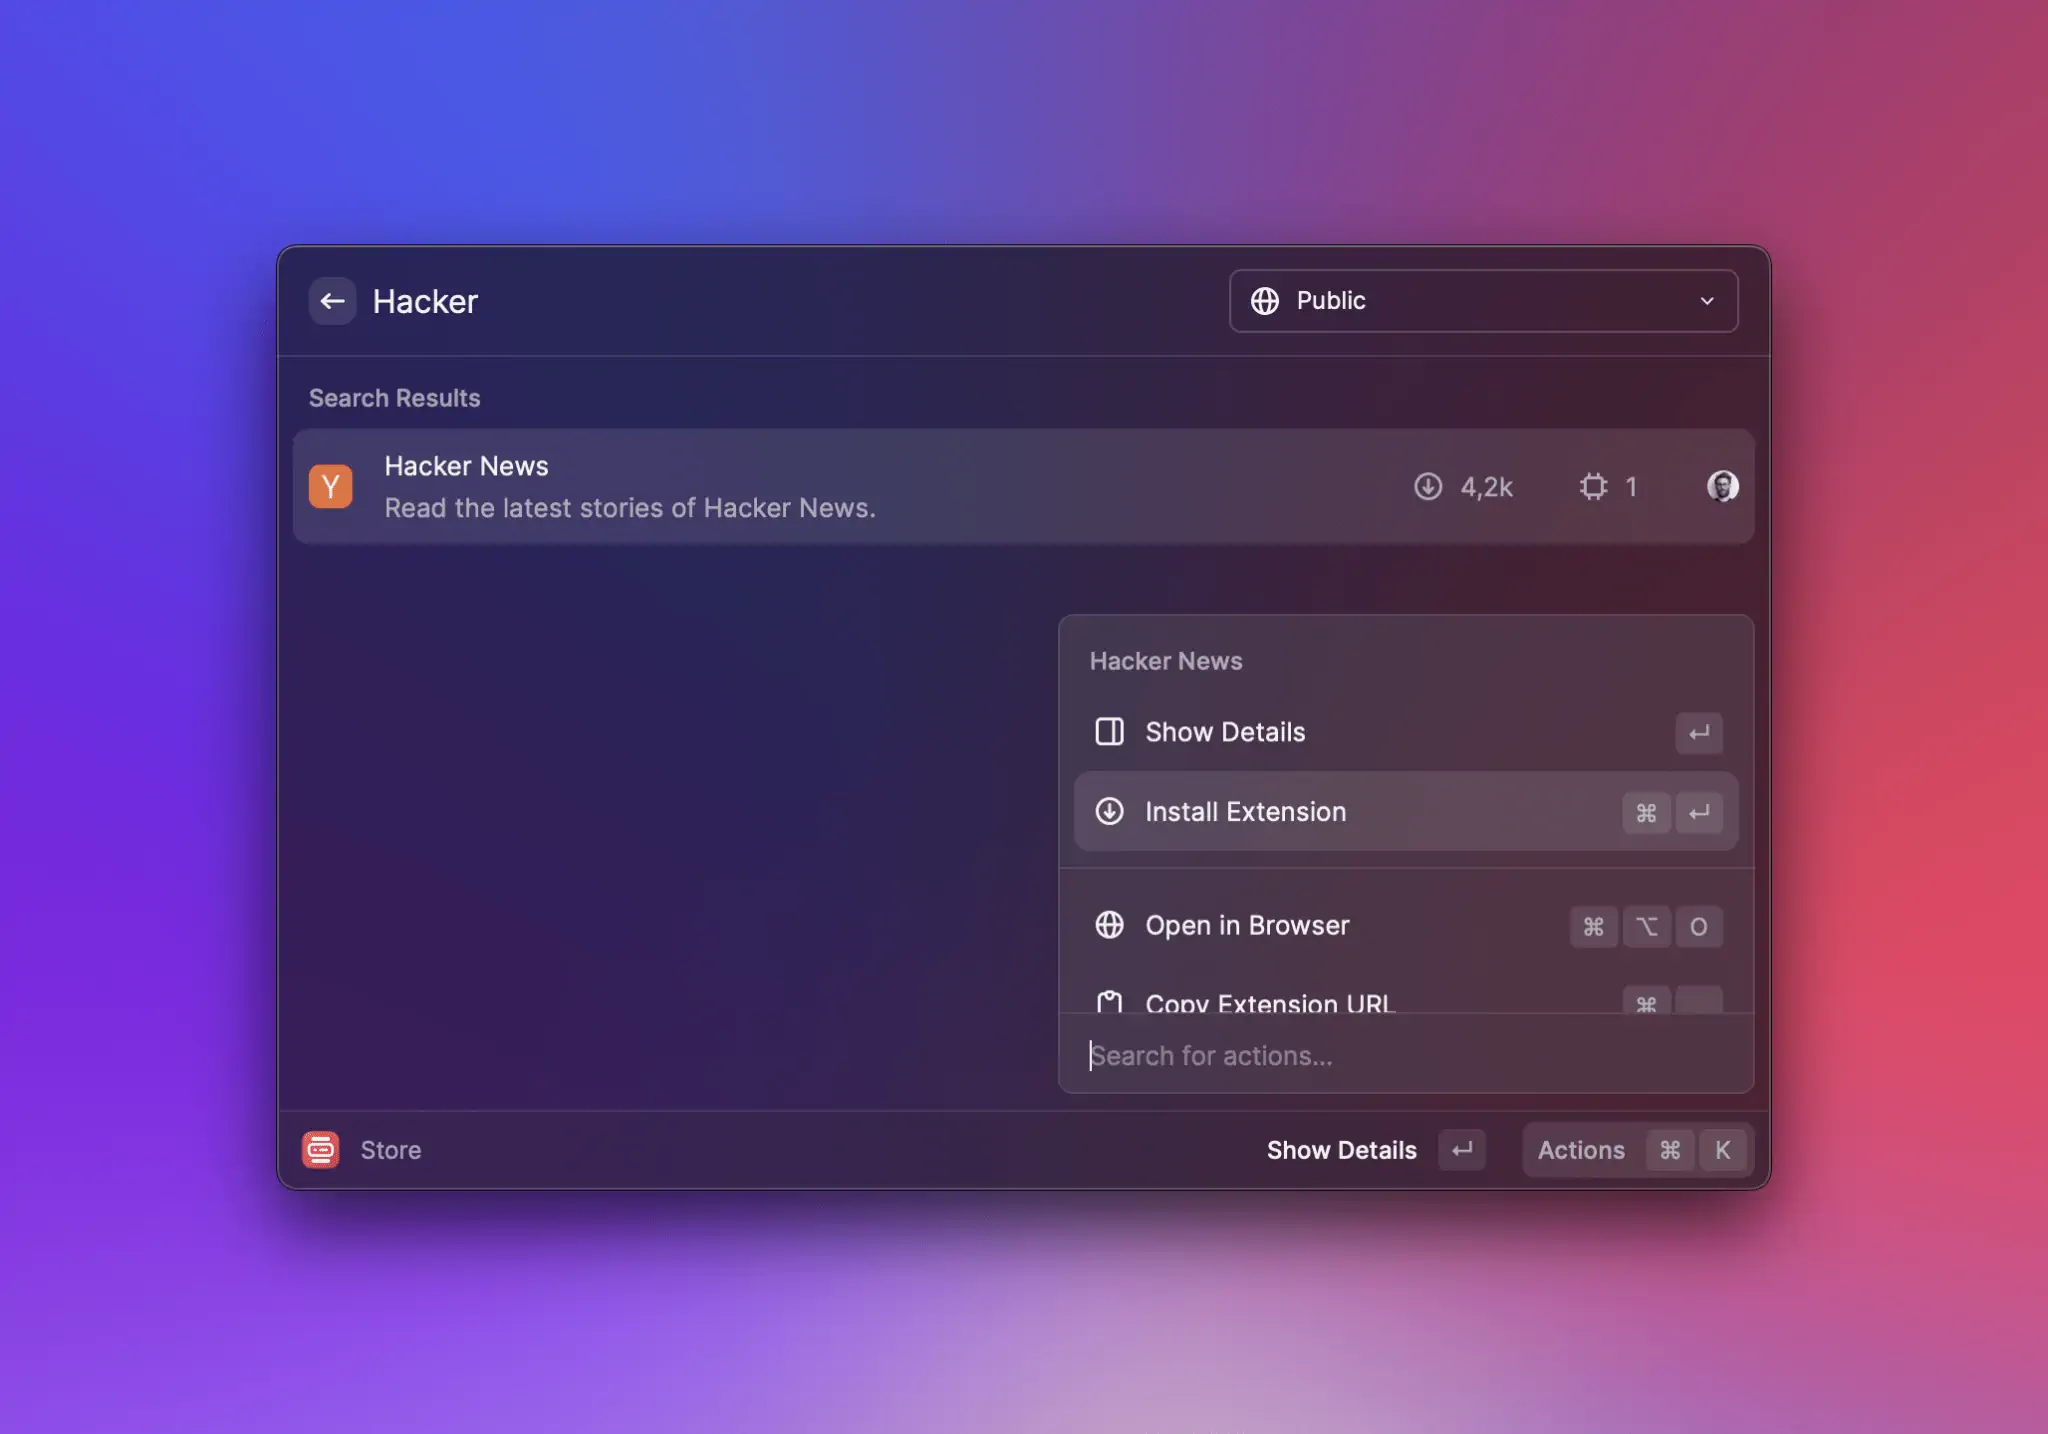 Hacker
Public
Search Results
Y
Hacker News
Read the latest stories of Hacker News.
4,2k
1
Hacker News
Show Details ↵
Install Extension ⌘ ↵
Open in Browser ⌘ ⌥ O
Copy Extension URL ⌘
Search for actions...
Store
Show Details ↵
Actions ⌘ K